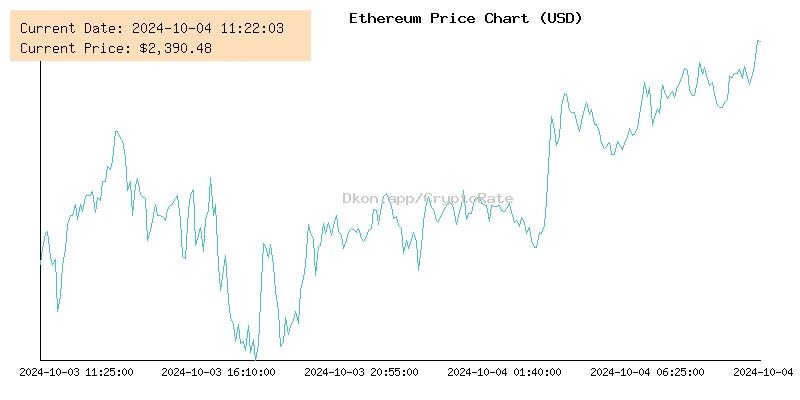 Ethereum Price Chart (USD)
Current Date: 2024-10-04 11:22:03
Current Price: $2,390.48
Dkon.app/CryptoRate
2024-10-03 11:25:00 2024-10-03 16:10:00 2024-10-03 20:55:00 2024-10-04 01:40:00 2024-10-04 06:25:00 2024-10-04